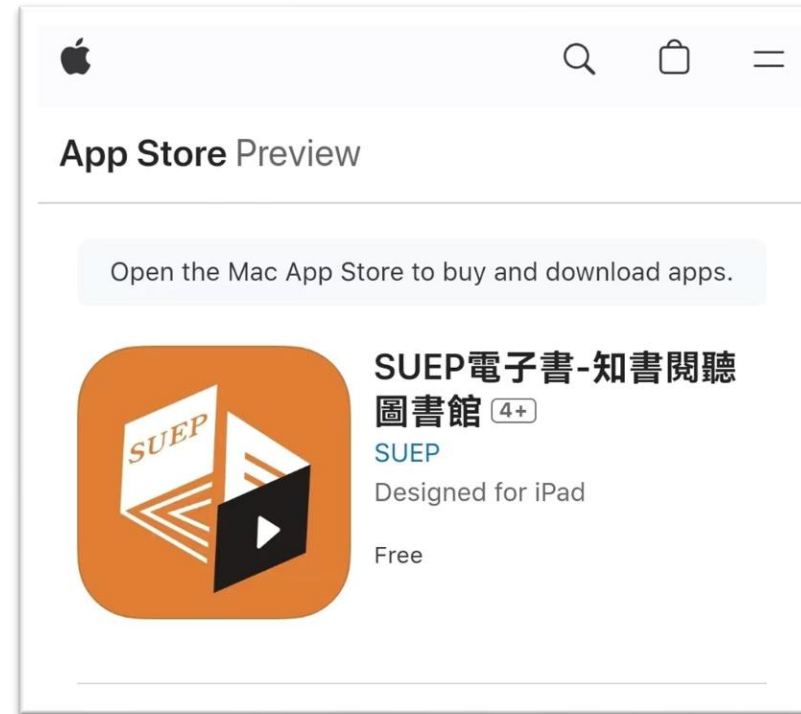 App Store Preview
Open the Mac App Store to buy and download apps.
SUEP
SUEP電子書-知書閱聽
圖書館 4+
SUEP
Designed for iPad
Free